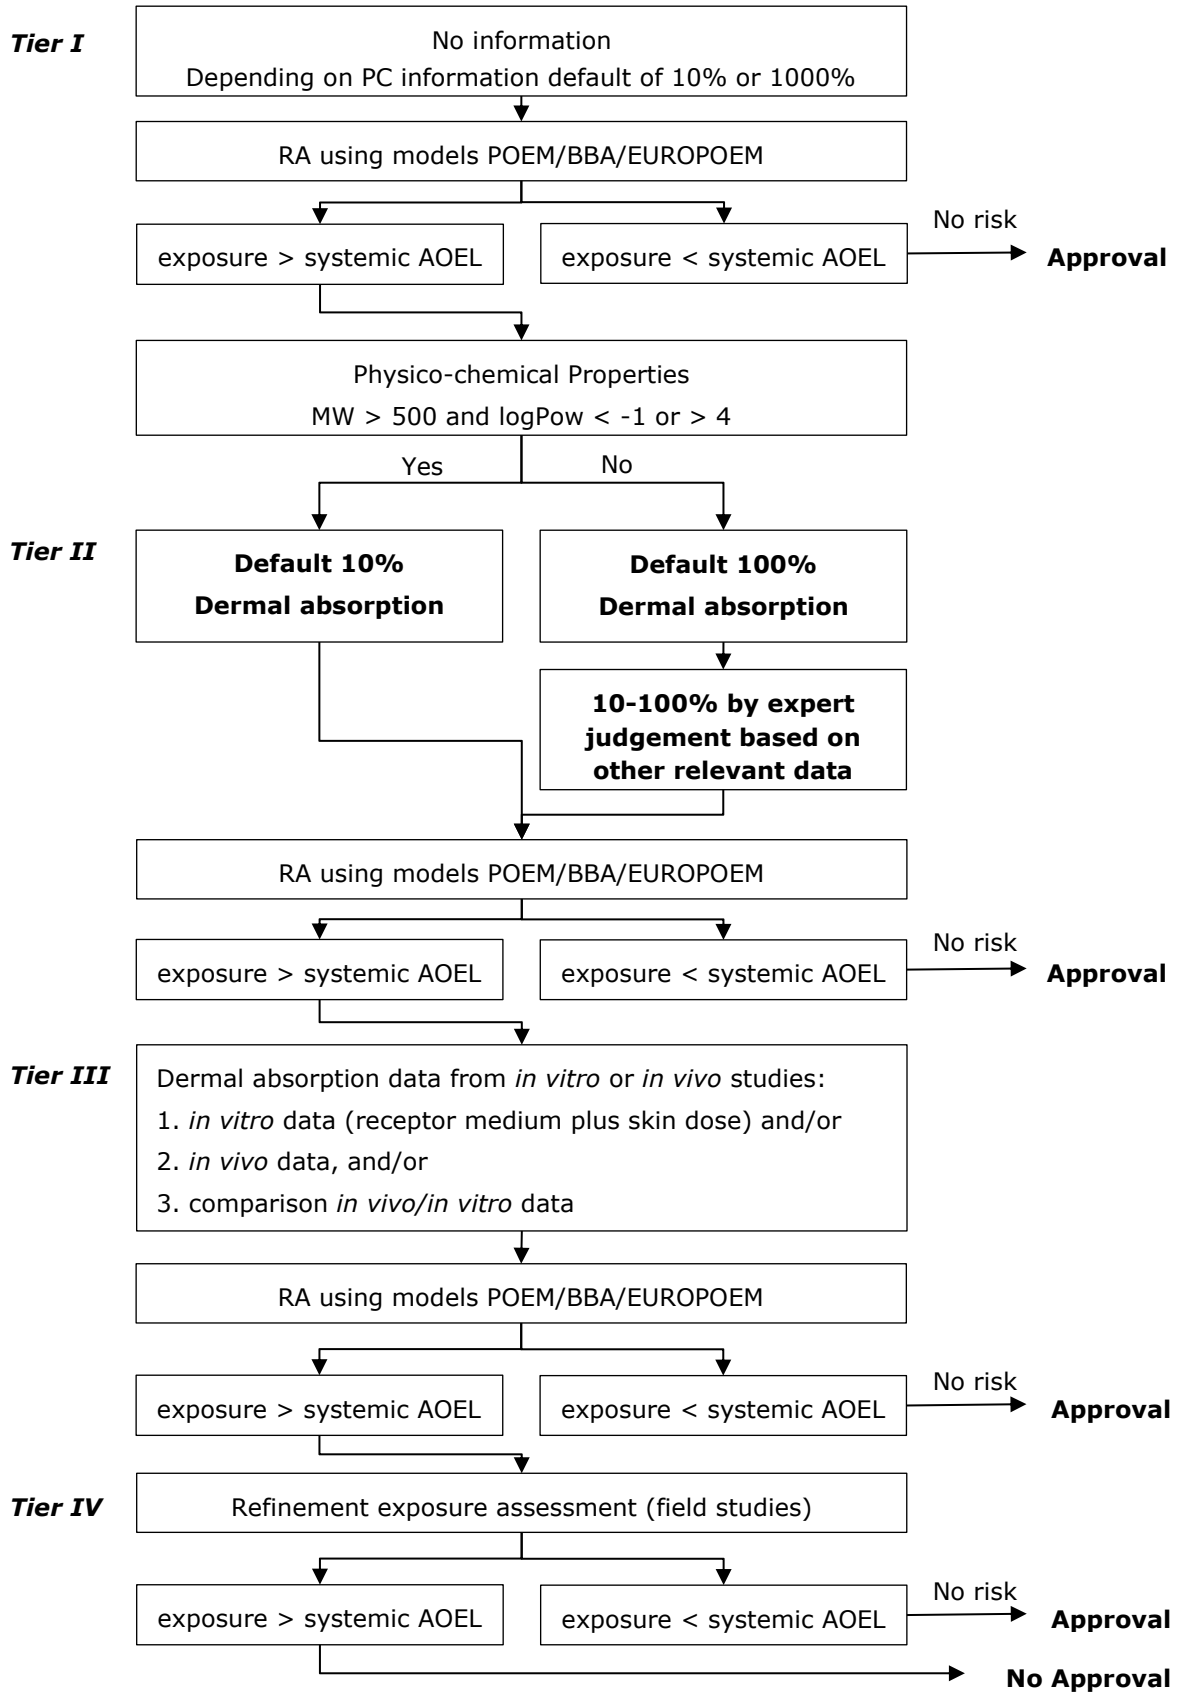 Tier I
No information
Depending on PC information default of 10% or 1000%
RA using models POEM/BBA/EUROPOEM
exposure > systemic AOEL
exposure < systemic AOEL
No risk
Approval
Physico-chemical Properties
MW > 500 and logPow < -1 or > 4
Yes
No
Tier II
Default 10%
Dermal absorption
Default 100%
Dermal absorption
10-100% by expert
judgement based on
other relevant data
RA using models POEM/BBA/EUROPOEM
exposure > systemic AOEL
exposure < systemic AOEL
No risk
Approval
Tier III
Dermal absorption data from in vitro or in vivo studies:
1. in vitro data (receptor medium plus skin dose) and/or
2. in vivo data, and/or
3. comparison in vivo/in vitro data
RA using models POEM/BBA/EUROPOEM
exposure > systemic AOEL
exposure < systemic AOEL
No risk
Approval
Tier IV
Refinement exposure assessment (field studies)
exposure > systemic AOEL
exposure < systemic AOEL
No risk
Approval
No Approval